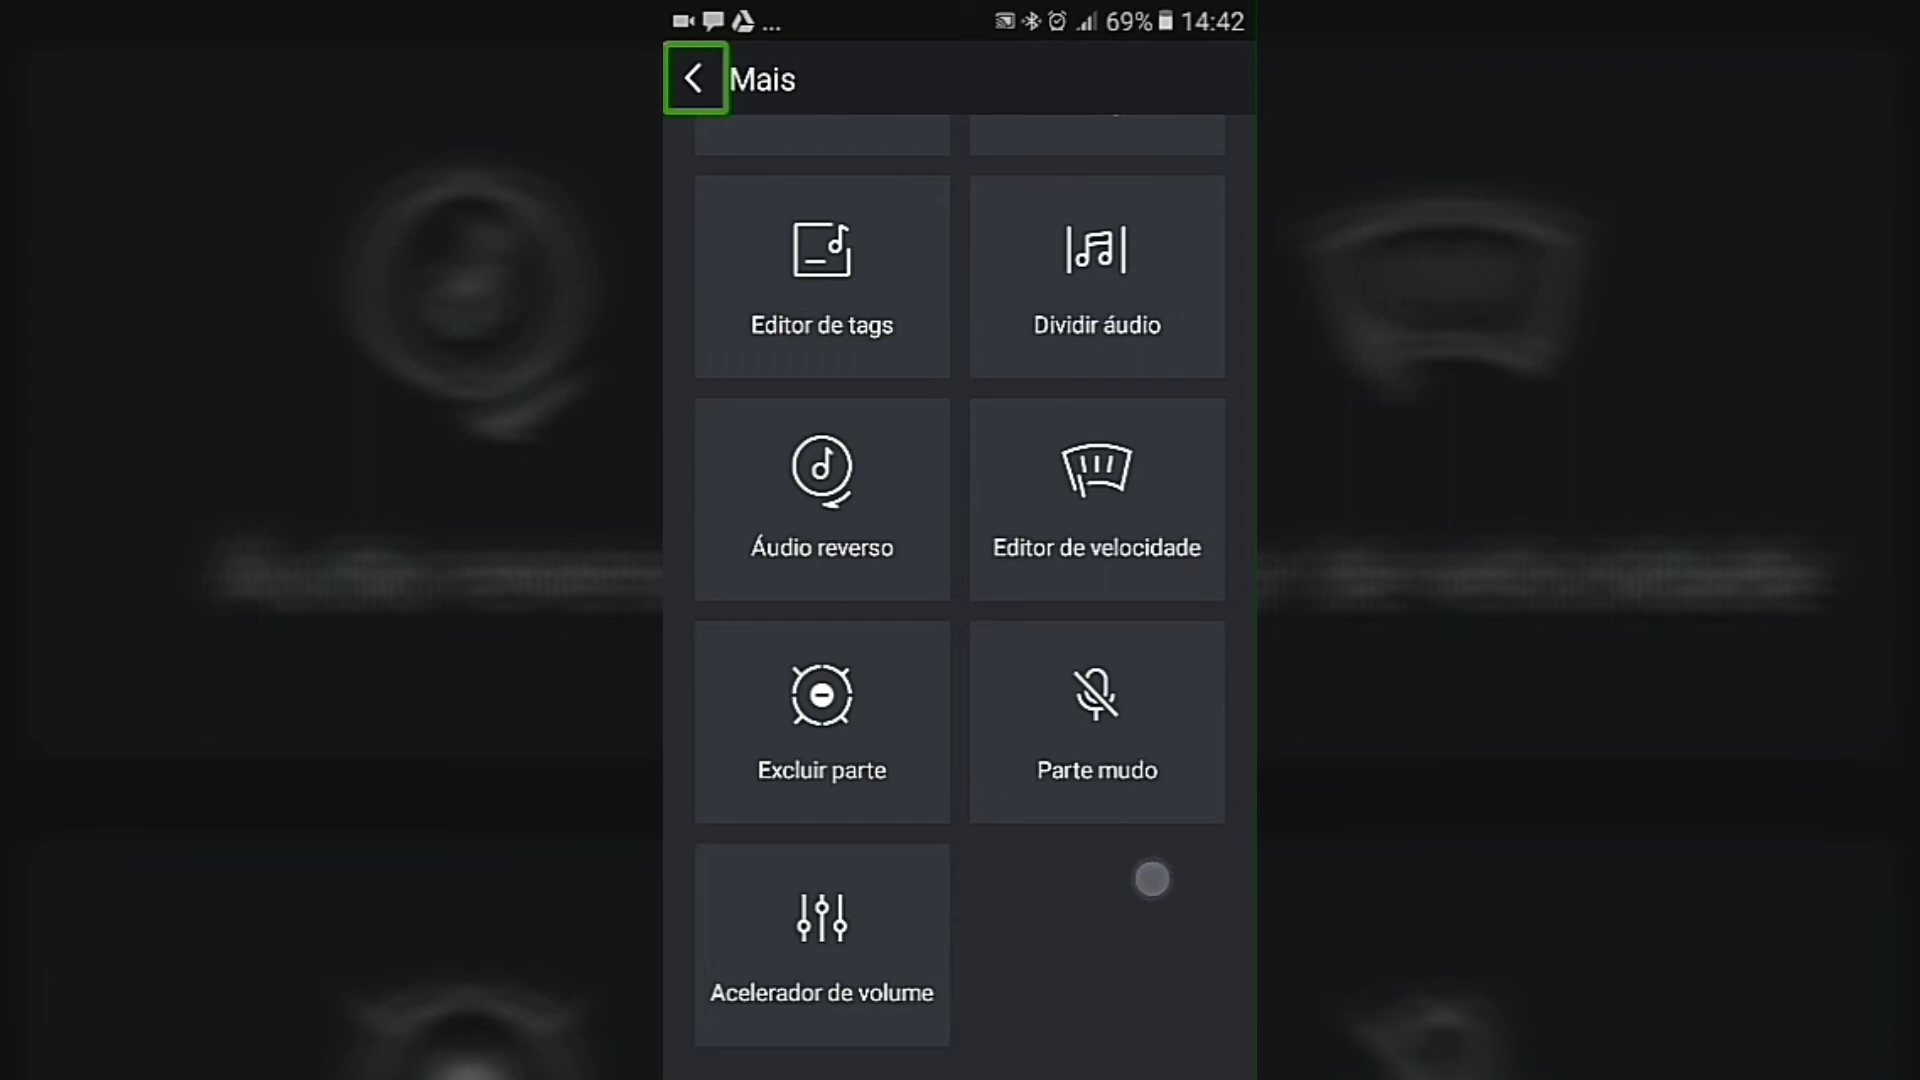 ... 69% 14:42
Mais
Editor de tags
Dividir áudio
Áudio reverso
Editor de velocidade
Excluir parte
Parte mudo
Acelerador de volume